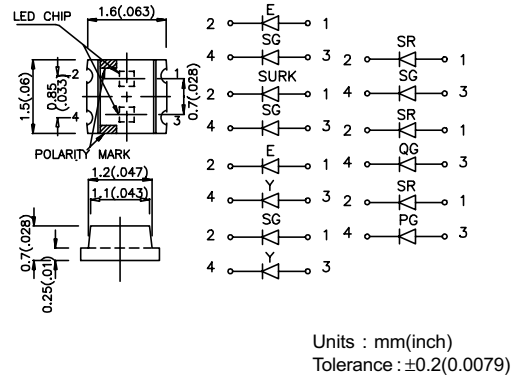 1.6(.063)
LED CHIP
2 1
4 3
1.5(.06)
0.85
(.033)
0.7(.028)
POLARITY MARK
1.2(.047)
1.1(.043)
0.7(.028)
0.25(.01)
2 E 1
4 SG 3
2 SURK 1
4 SG 3
2 E 1
4 Y 3
2 SG 1
4 Y 3
2 SR 1
4 SG 3
2 SR 1
4 QG 3
2 SR 1
4 PG 3
Units : mm(inch)
Tolerance : ±0.2(0.0079)